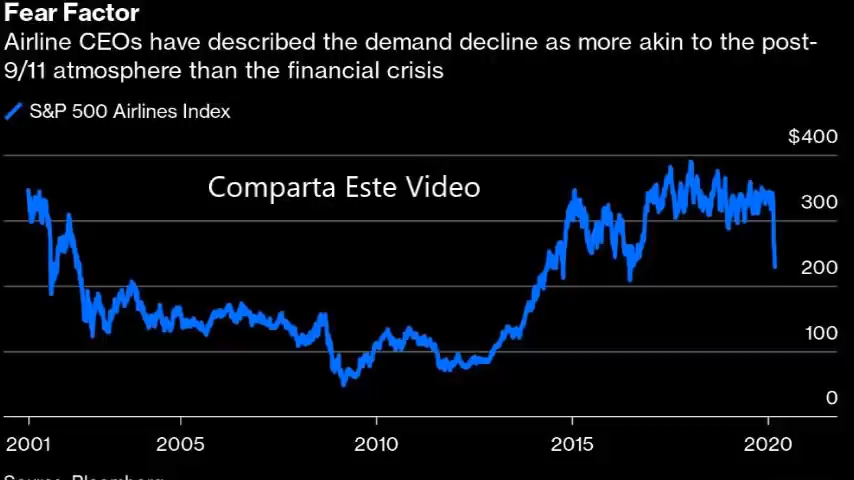 Fear Factor
Airline CEOs have described the demand decline as more akin to the post-
9/11 atmosphere than the financial crisis
S&P 500 Airlines Index
$400
Comparta Este Video
300
200
100
0
2001 2005 2010 2015 2020
Source: Bloomberg